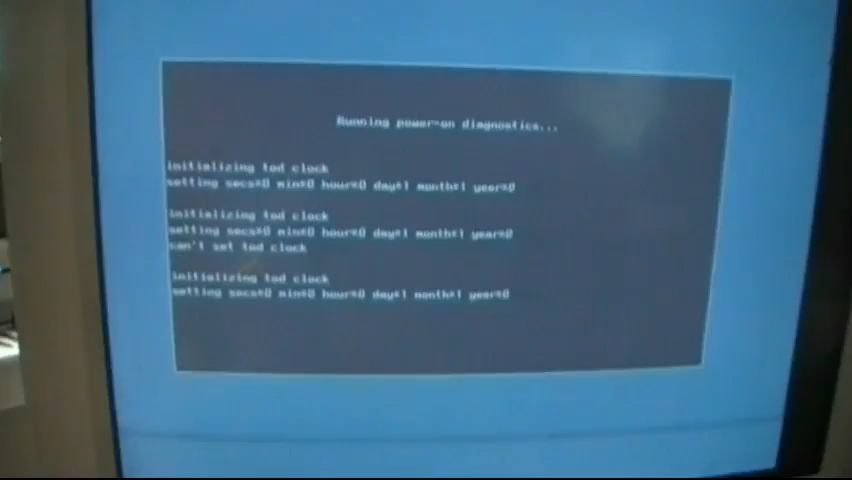 Running power-on diagnostics...
initializing tod clock
setting secs=0 min=0 hour=0 day=1 month=1 year=0
initializing tod clock
setting secs=0 min=0 hour=0 day=1 month=1 year=0
can't set tod clock
initializing tod clock
setting secs=0 min=0 hour=0 day=1 month=1 year=0